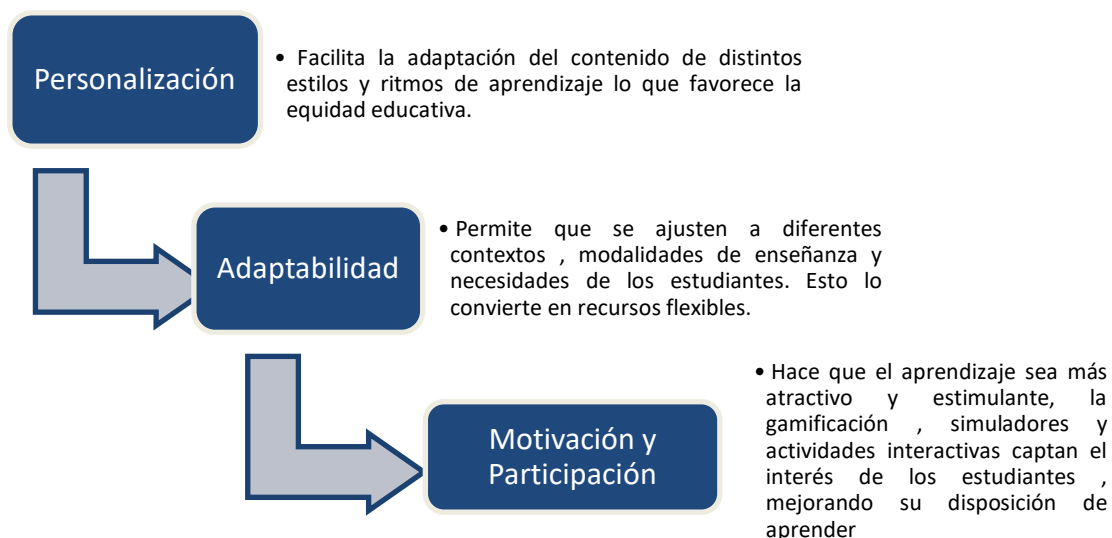 Personalización
• Facilita la adaptación del contenido de distintos
estilos y ritmos de aprendizaje lo que favorece la
equidad educativa.
Adaptabilidad
• Permite que se ajusten a diferentes
contextos , modalidades de enseñanza y
necesidades de los estudiantes. Esto lo
convierte en recursos flexibles.
Motivación y
Participación
• Hace que el aprendizaje sea más
atractivo y estimulante, la
gamificación , simuladores y
actividades interactivas captan el
interés de los estudiantes ,
mejorando su disposición de
aprender